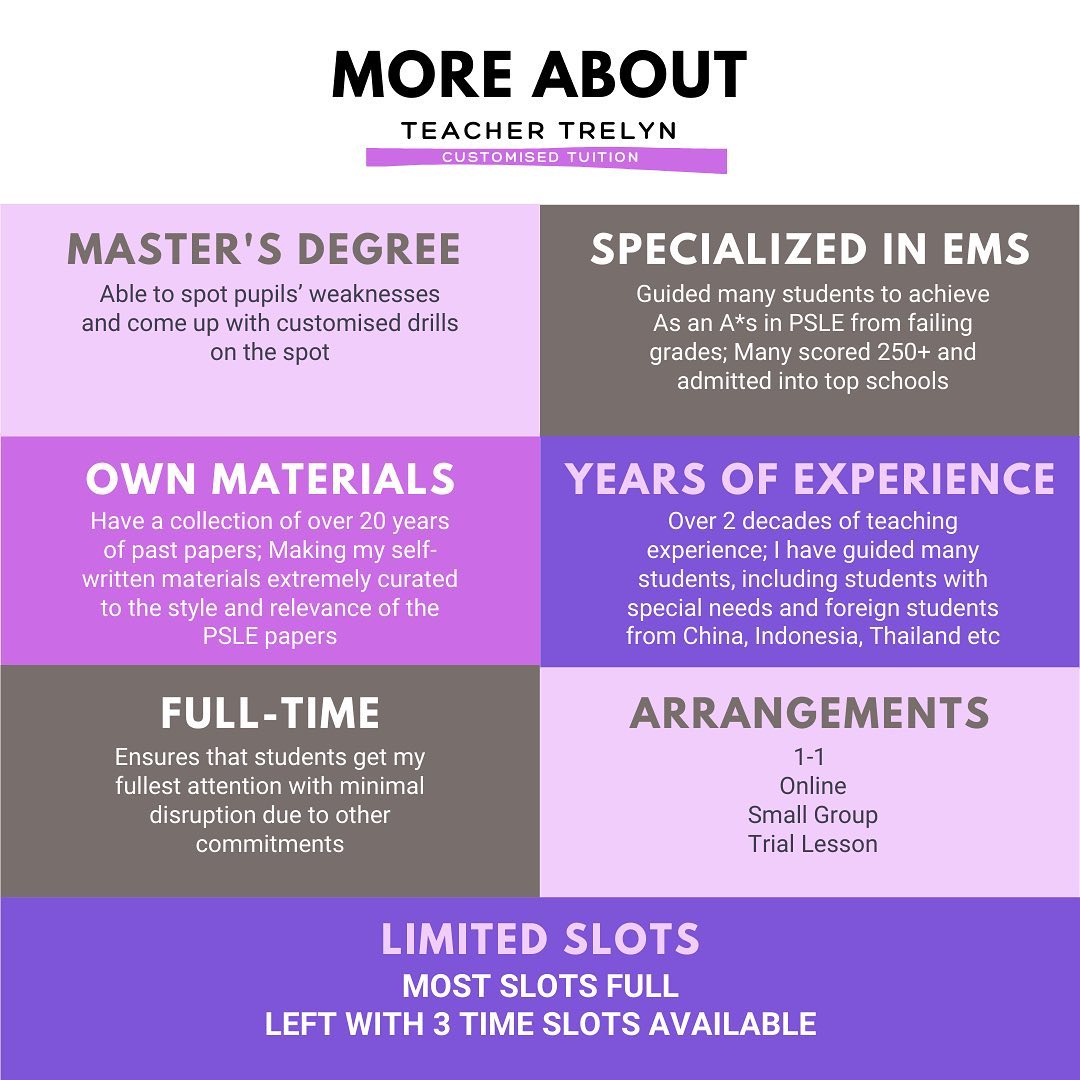 MORE ABOUT
TEACHER TRELYN
CUSTOMISED TUITION
MASTER'S DEGREE
Able to spot pupils’ weaknesses
and come up with customised drills
on the spot
SPECIALIZED IN EMS
Guided many students to achieve
As an A*s in PSLE from failing
grades; Many scored 250+ and
admitted into top schools
OWN MATERIALS
Have a collection of over 20 years
of past papers; Making my self-
written materials extremely curated
to the style and relevance of the
PSLE papers
YEARS OF EXPERIENCE
Over 2 decades of teaching
experience; I have guided many
students, including students with
special needs and foreign students
from China, Indonesia, Thailand etc
FULL-TIME
Ensures that students get my
fullest attention with minimal
disruption due to other
commitments
ARRANGEMENTS
1-1
Online
Small Group
Trial Lesson
LIMITED SLOTS
MOST SLOTS FULL
LEFT WITH 3 TIME SLOTS AVAILABLE